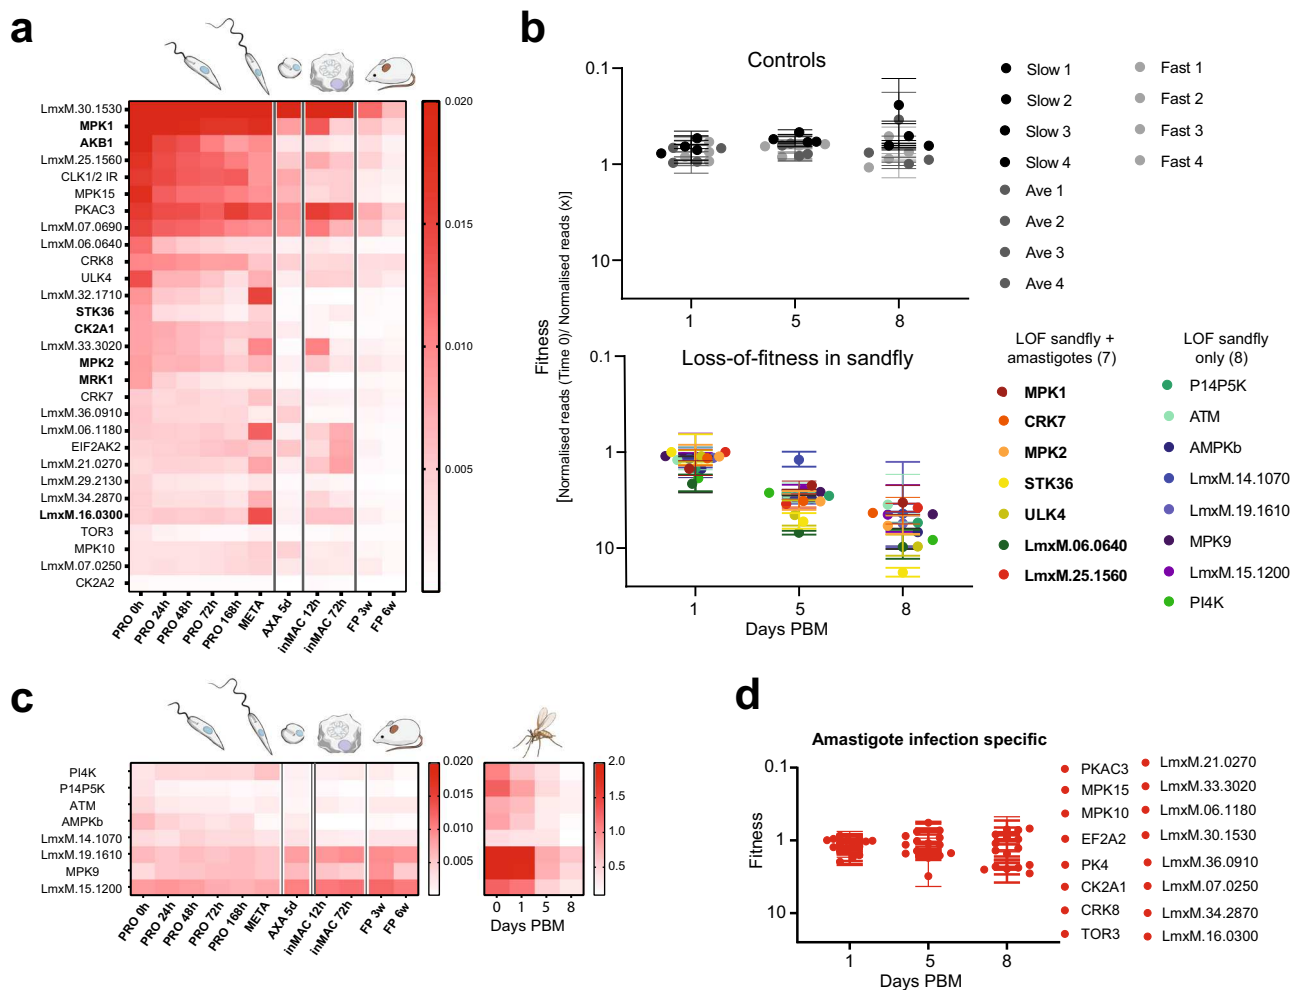 a
LmxM.30.1530
MPK1
AKB1
LmxM.25.1560
CLK1/2 IR
MPK15
PKAC3
LmxM.07.0690
LmxM.06.0640
CRK8
ULK4
LmxM.32.1710
STK36
CK2A1
LmxM.33.3020
MPK2
MRK1
CRK7
LmxM.36.0910
LmxM.06.1180
EIF2AK2
LmxM.21.0270
LmxM.29.2130
LmxM.34.2870
LmxM.16.0300
TOR3
MPK10
LmxM.07.0250
CK2A2
PRO 0h
PRO 24h
PRO 48h
PRO 72h
PRO 168h
META
AXA 5d
inMAC 12h
inMAC 72h
FP 3w
FP 6w
0.020
0.015
0.010
0.005
b
Controls
0.1
1
10
1
5
8
Slow 1
Slow 2
Slow 3
Slow 4
Ave 1
Ave 2
Ave 3
Ave 4
Fast 1
Fast 2
Fast 3
Fast 4
Fitness
[Normalised reads (Time 0)/ Normalised reads (x)]
Loss-of-fitness in sandfly
0.1
1
10
1
5
8
Days PBM
LOF sandfly +
amastigotes (7)
MPK1
CRK7
MPK2
STK36
ULK4
LmxM.06.0640
LmxM.25.1560
LOF sandfly
only (8)
P14P5K
ATM
AMPKb
LmxM.14.1070
LmxM.19.1610
MPK9
LmxM.15.1200
PI4K
c
PI4K
P14P5K
ATM
AMPKb
LmxM.14.1070
LmxM.19.1610
MPK9
LmxM.15.1200
PRO 0h
PRO 24h
PRO 48h
PRO 72h
PRO 168h
META
AXA 5d
inMAC 12h
inMAC 72h
FP 3w
FP 6w
0.020
0.015
0.010
0.005
0
1
5
8
Days PBM
2.0
1.5
1.0
0.5
d
Amastigote infection specific
Fitness
0.1
1
10
1
5
8
Days PBM
PKAC3
MPK15
MPK10
EF2A2
PK4
CK2A1
CRK8
TOR3
LmxM.21.0270
LmxM.33.3020
LmxM.06.1180
LmxM.30.1530
LmxM.36.0910
LmxM.07.0250
LmxM.34.2870
LmxM.16.0300